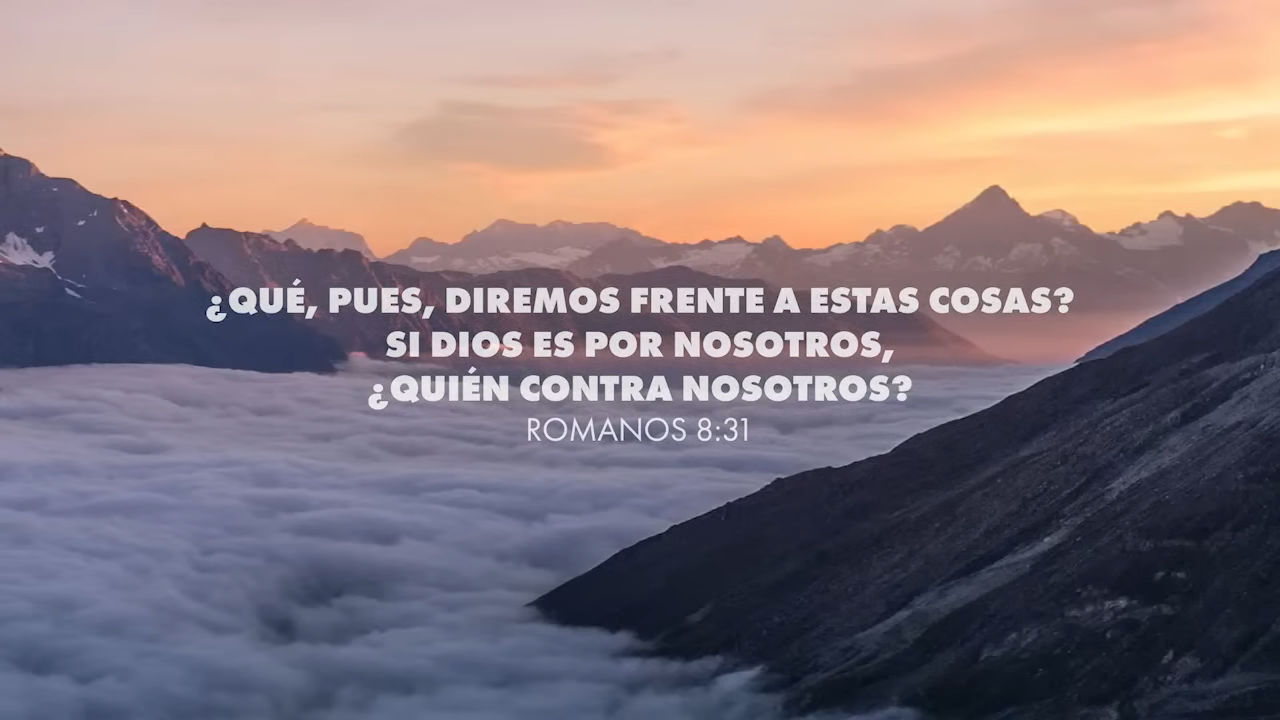 ¿QUÉ, PUES, DIREMOS FRENTE A ESTAS COSAS?
SI DIOS ES POR NOSOTROS,
¿QUIÉN CONTRA NOSOTROS?
ROMANOS 8:31